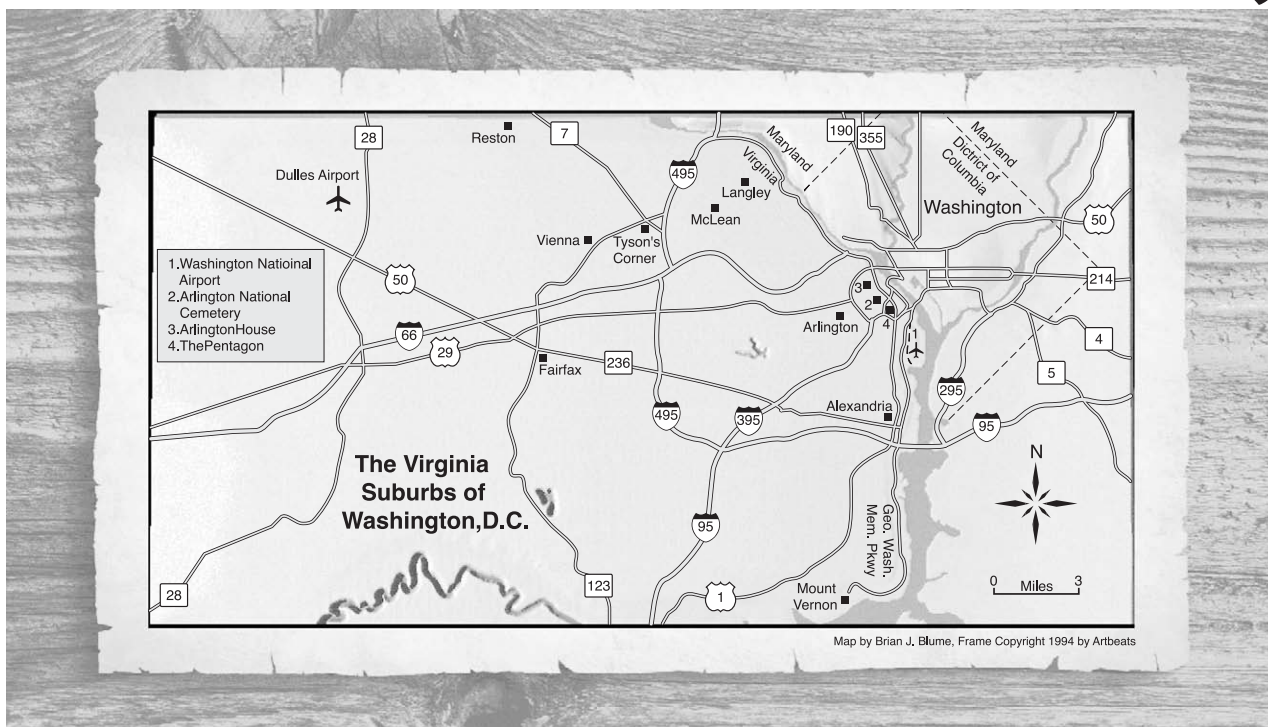 28
Reston
7
190
355
Maryland
Virginia
Maryland
District of
Columbia
Dulles Airport
495
Langley
McLean
Washington
50
Vienna
Tyson's
Corner
1.Washington Natioinal
Airport
2.Arlington National
Cemetery
3.ArlingtonHouse
4.ThePentagon
50
214
3
2
4
1
Arlington
66
29
4
Fairfax
236
5
295
495
395
Alexandria
95
The Virginia
Suburbs of
Washington,D.C.
N
95
Geo. Wash.
Mem. Pkwy
28
123
1
Mount
Vernon
0 Miles 3
Map by Brian J. Blume, Frame Copyright 1994 by Artbeats